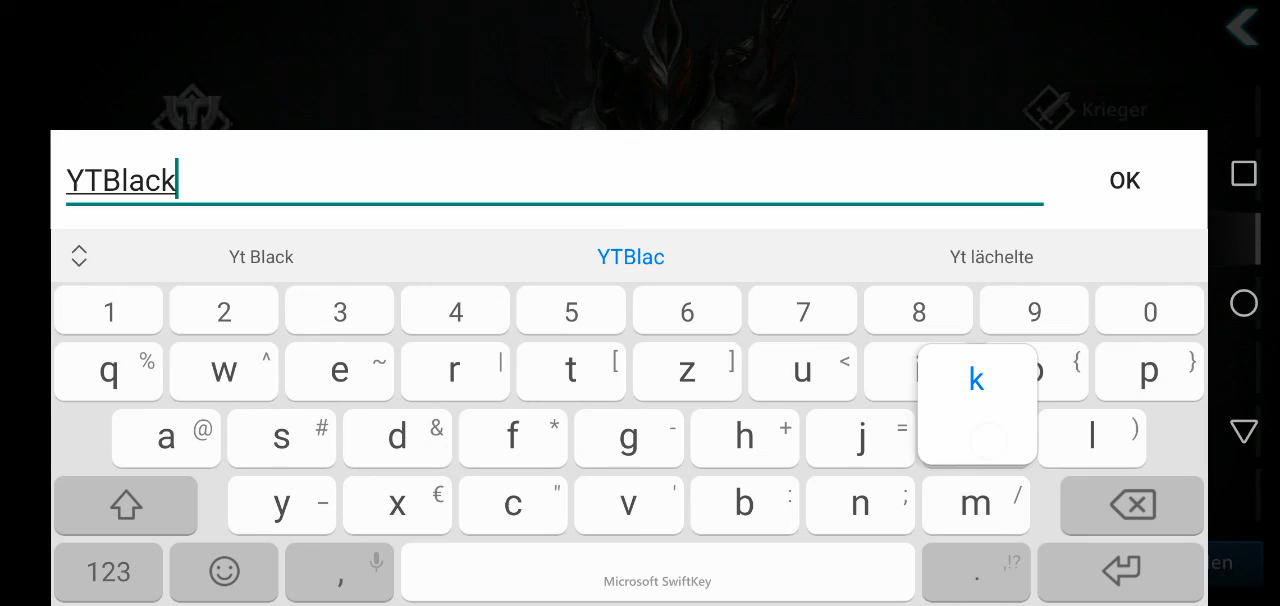 Krieger
YTBlack
OK
Yt Black YTBlac Yt lächelte
1 2 3 4 5 6 7 8 9 0
q % w ^ e ~ r | t [ z ] u < i { p }
k
a @ s # d & f * g - h + j = l )
y _ x € c " v ' b : n ; m /
123 , Microsoft SwiftKey . ,!?